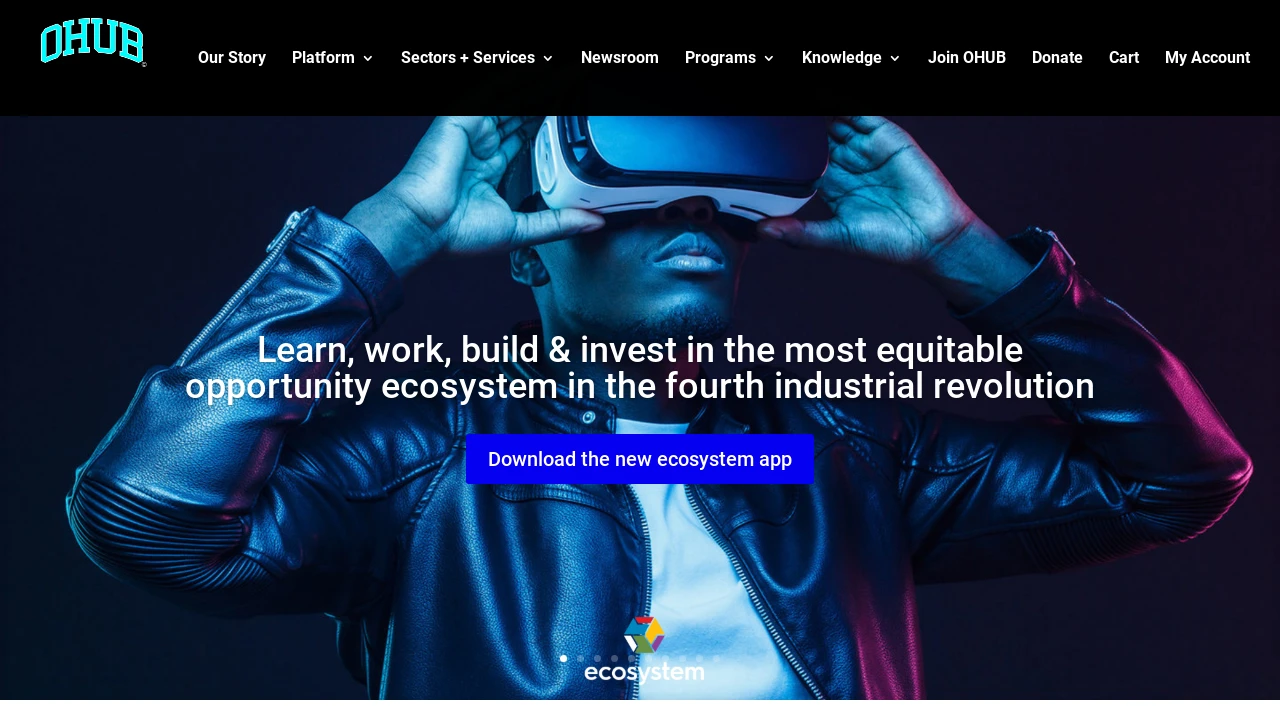 OHUB
Our Story
Platform
Sectors + Services
Newsroom
Programs
Knowledge
Join OHUB
Donate
Cart
My Account
Learn, work, build & invest in the most equitable
opportunity ecosystem in the fourth industrial revolution
Download the new ecosystem app
ecosystem